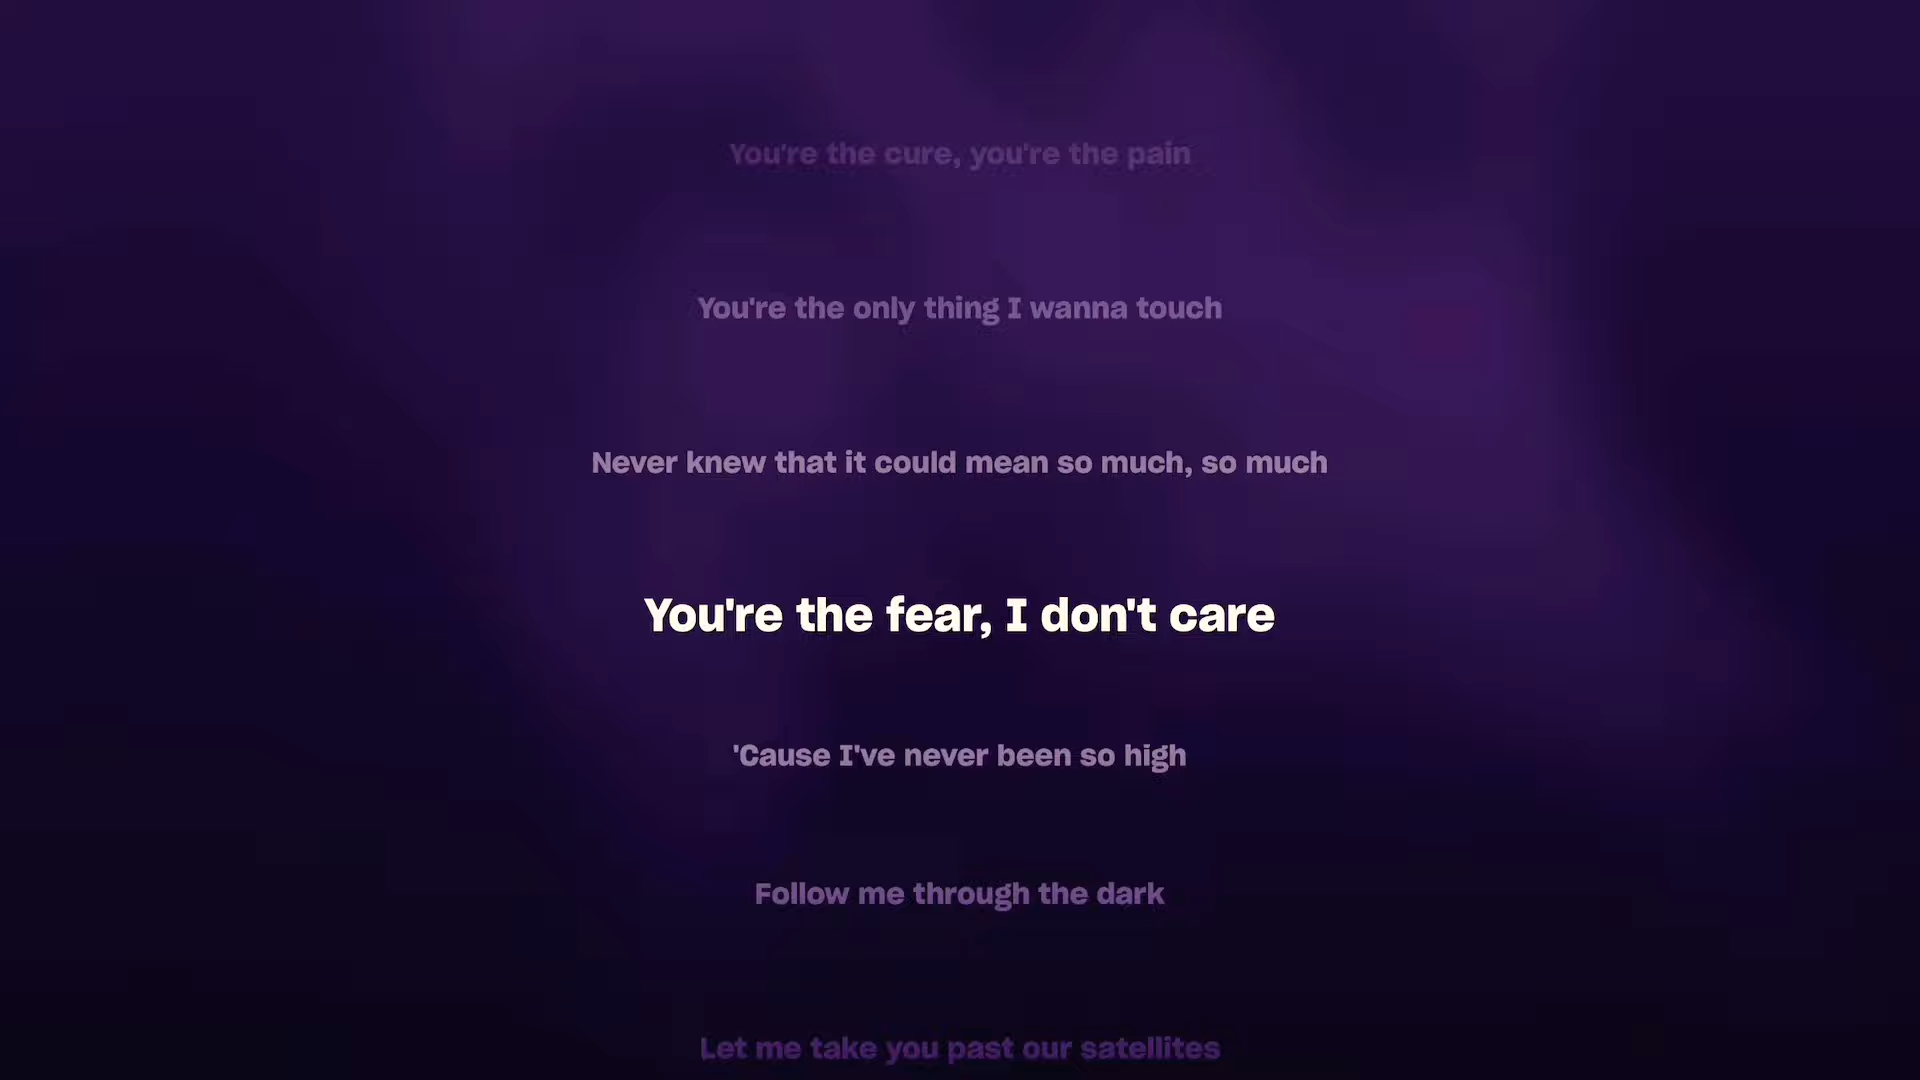 You're the cure, you're the pain
You're the only thing I wanna touch
Never knew that it could mean so much, so much
You're the fear, I don't care
'Cause I've never been so high
Follow me through the dark
Let me take you past our satellites